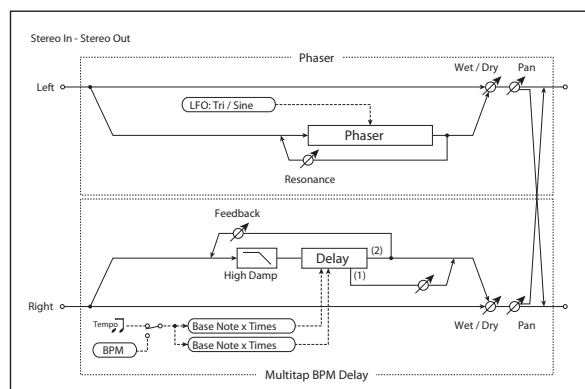 Stereo In - Stereo Out
Phaser
Wet / Dry
Pan
Left
LFO: Tri / Sine
Phaser
Resonance
Feedback
High Damp
Delay
(2)
(1)
Right
Tempo
BPM
Base Note x Times
Base Note x Times
Wet / Dry
Pan
Multitap BPM Delay